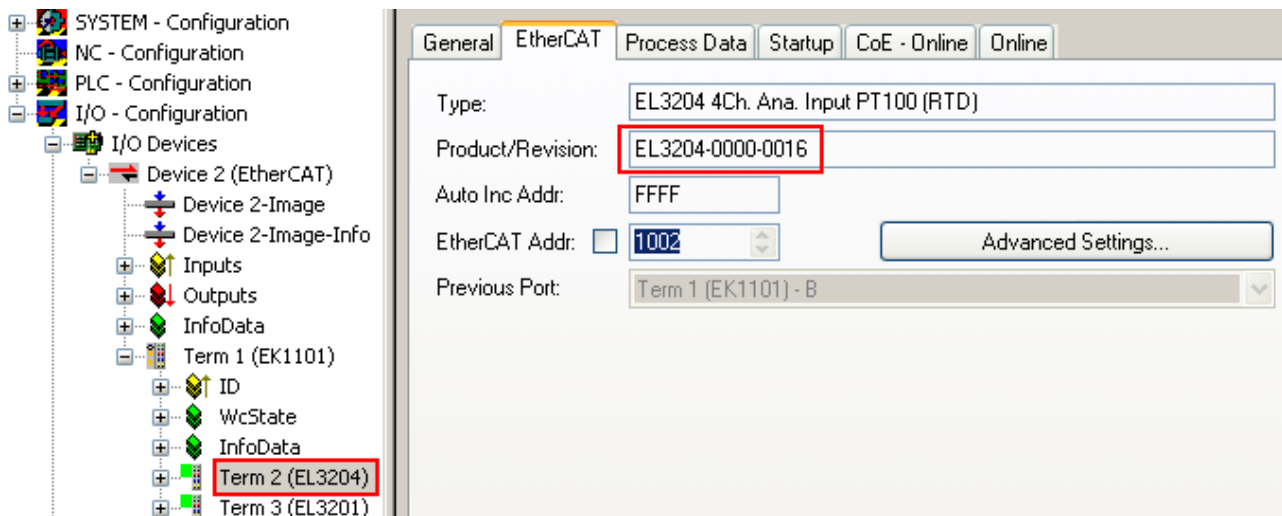 SYSTEM - Configuration
NC - Configuration
PLC - Configuration
I/O - Configuration
I/O Devices
Device 2 (EtherCAT)
Device 2-Image
Device 2-Image-Info
Inputs
Outputs
InfoData
Term 1 (EK1101)
ID
WcState
InfoData
Term 2 (EL3204)
Term 3 (EL3201)
General EtherCAT Process Data Startup CoE - Online Online
Type: EL3204 4Ch. Ana. Input PT100 (RTD)
Product/Revision: EL3204-0000-0016
Auto Inc Addr: FFFF
EtherCAT Addr: 1002 Advanced Settings...
Previous Port: Term 1 (EK1101) - B